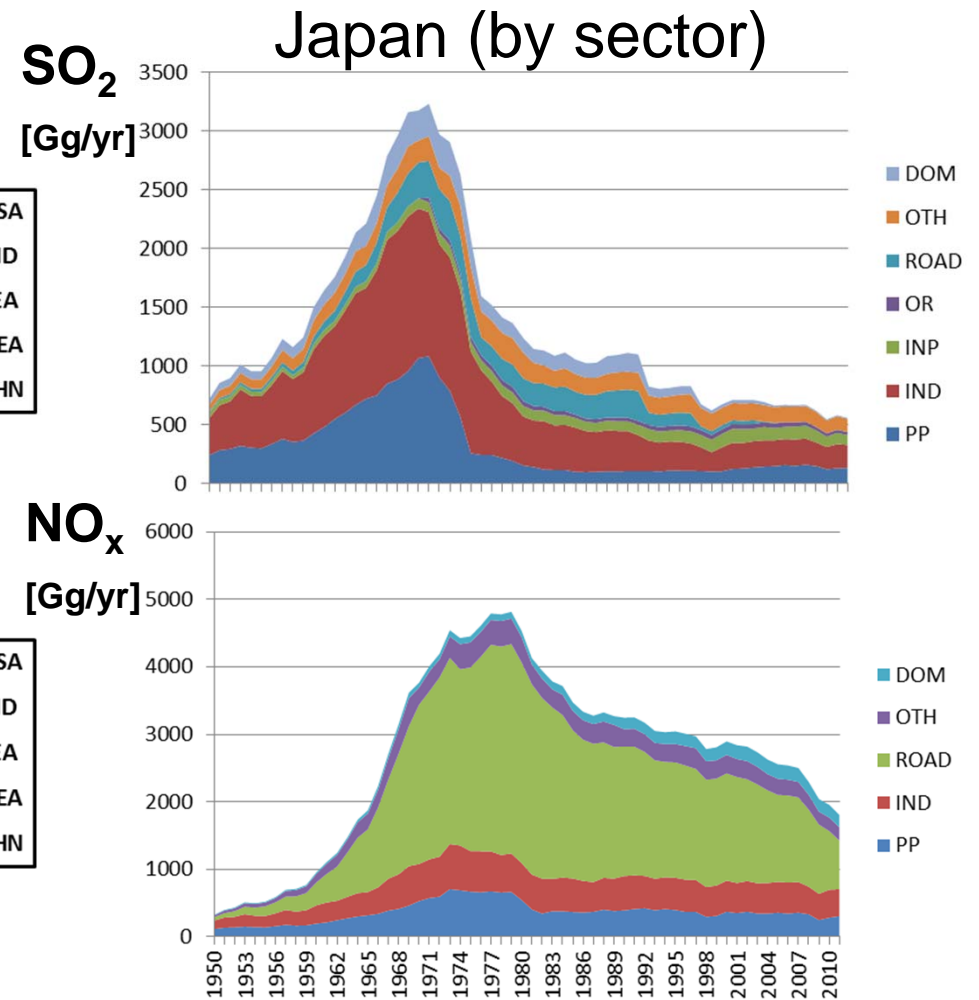 Japan (by sector)
SO2
[Gg/yr]
3500
3000
2500
2000
1500
1000
500
0
DOM
OTH
ROAD
OR
INP
IND
PP
SA
ID
EA
EA
HN
NOx
[Gg/yr]
6000
5000
4000
3000
2000
1000
0
DOM
OTH
ROAD
IND
PP
SA
ID
EA
EA
HN
1950 1953 1956 1959 1962 1965 1968 1971 1974 1977 1980 1983 1986 1989 1992 1995 1998 2001 2004 2007 2010